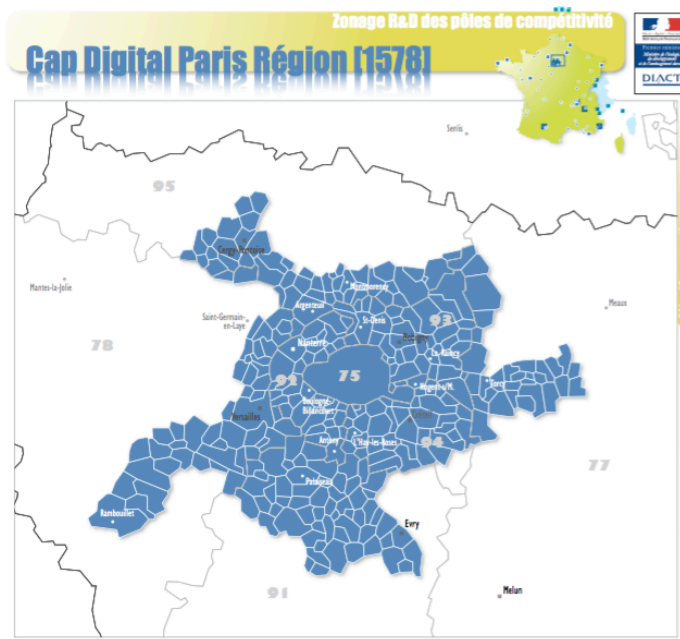 Zonage R&D des pôles de compétitivité
Cap Digital Paris Région [1578]
DIACT
Senlis
95
Cergy-Pontoise
Mantes-la-Jolie
Montmorency
Meaux
Argenteuil
Saint-Germain-
en-Laye
St-Denis
93
Bobigny
78
Nanterre
Le Raincy
92
75
Nogent-s/M.
Torcy
Boulogne-
Billancourt
Versailles
Créteil
Antony
L'Haÿ-les-Roses
94
77
Palaiseau
Rambouillet
Evry
91
Melun